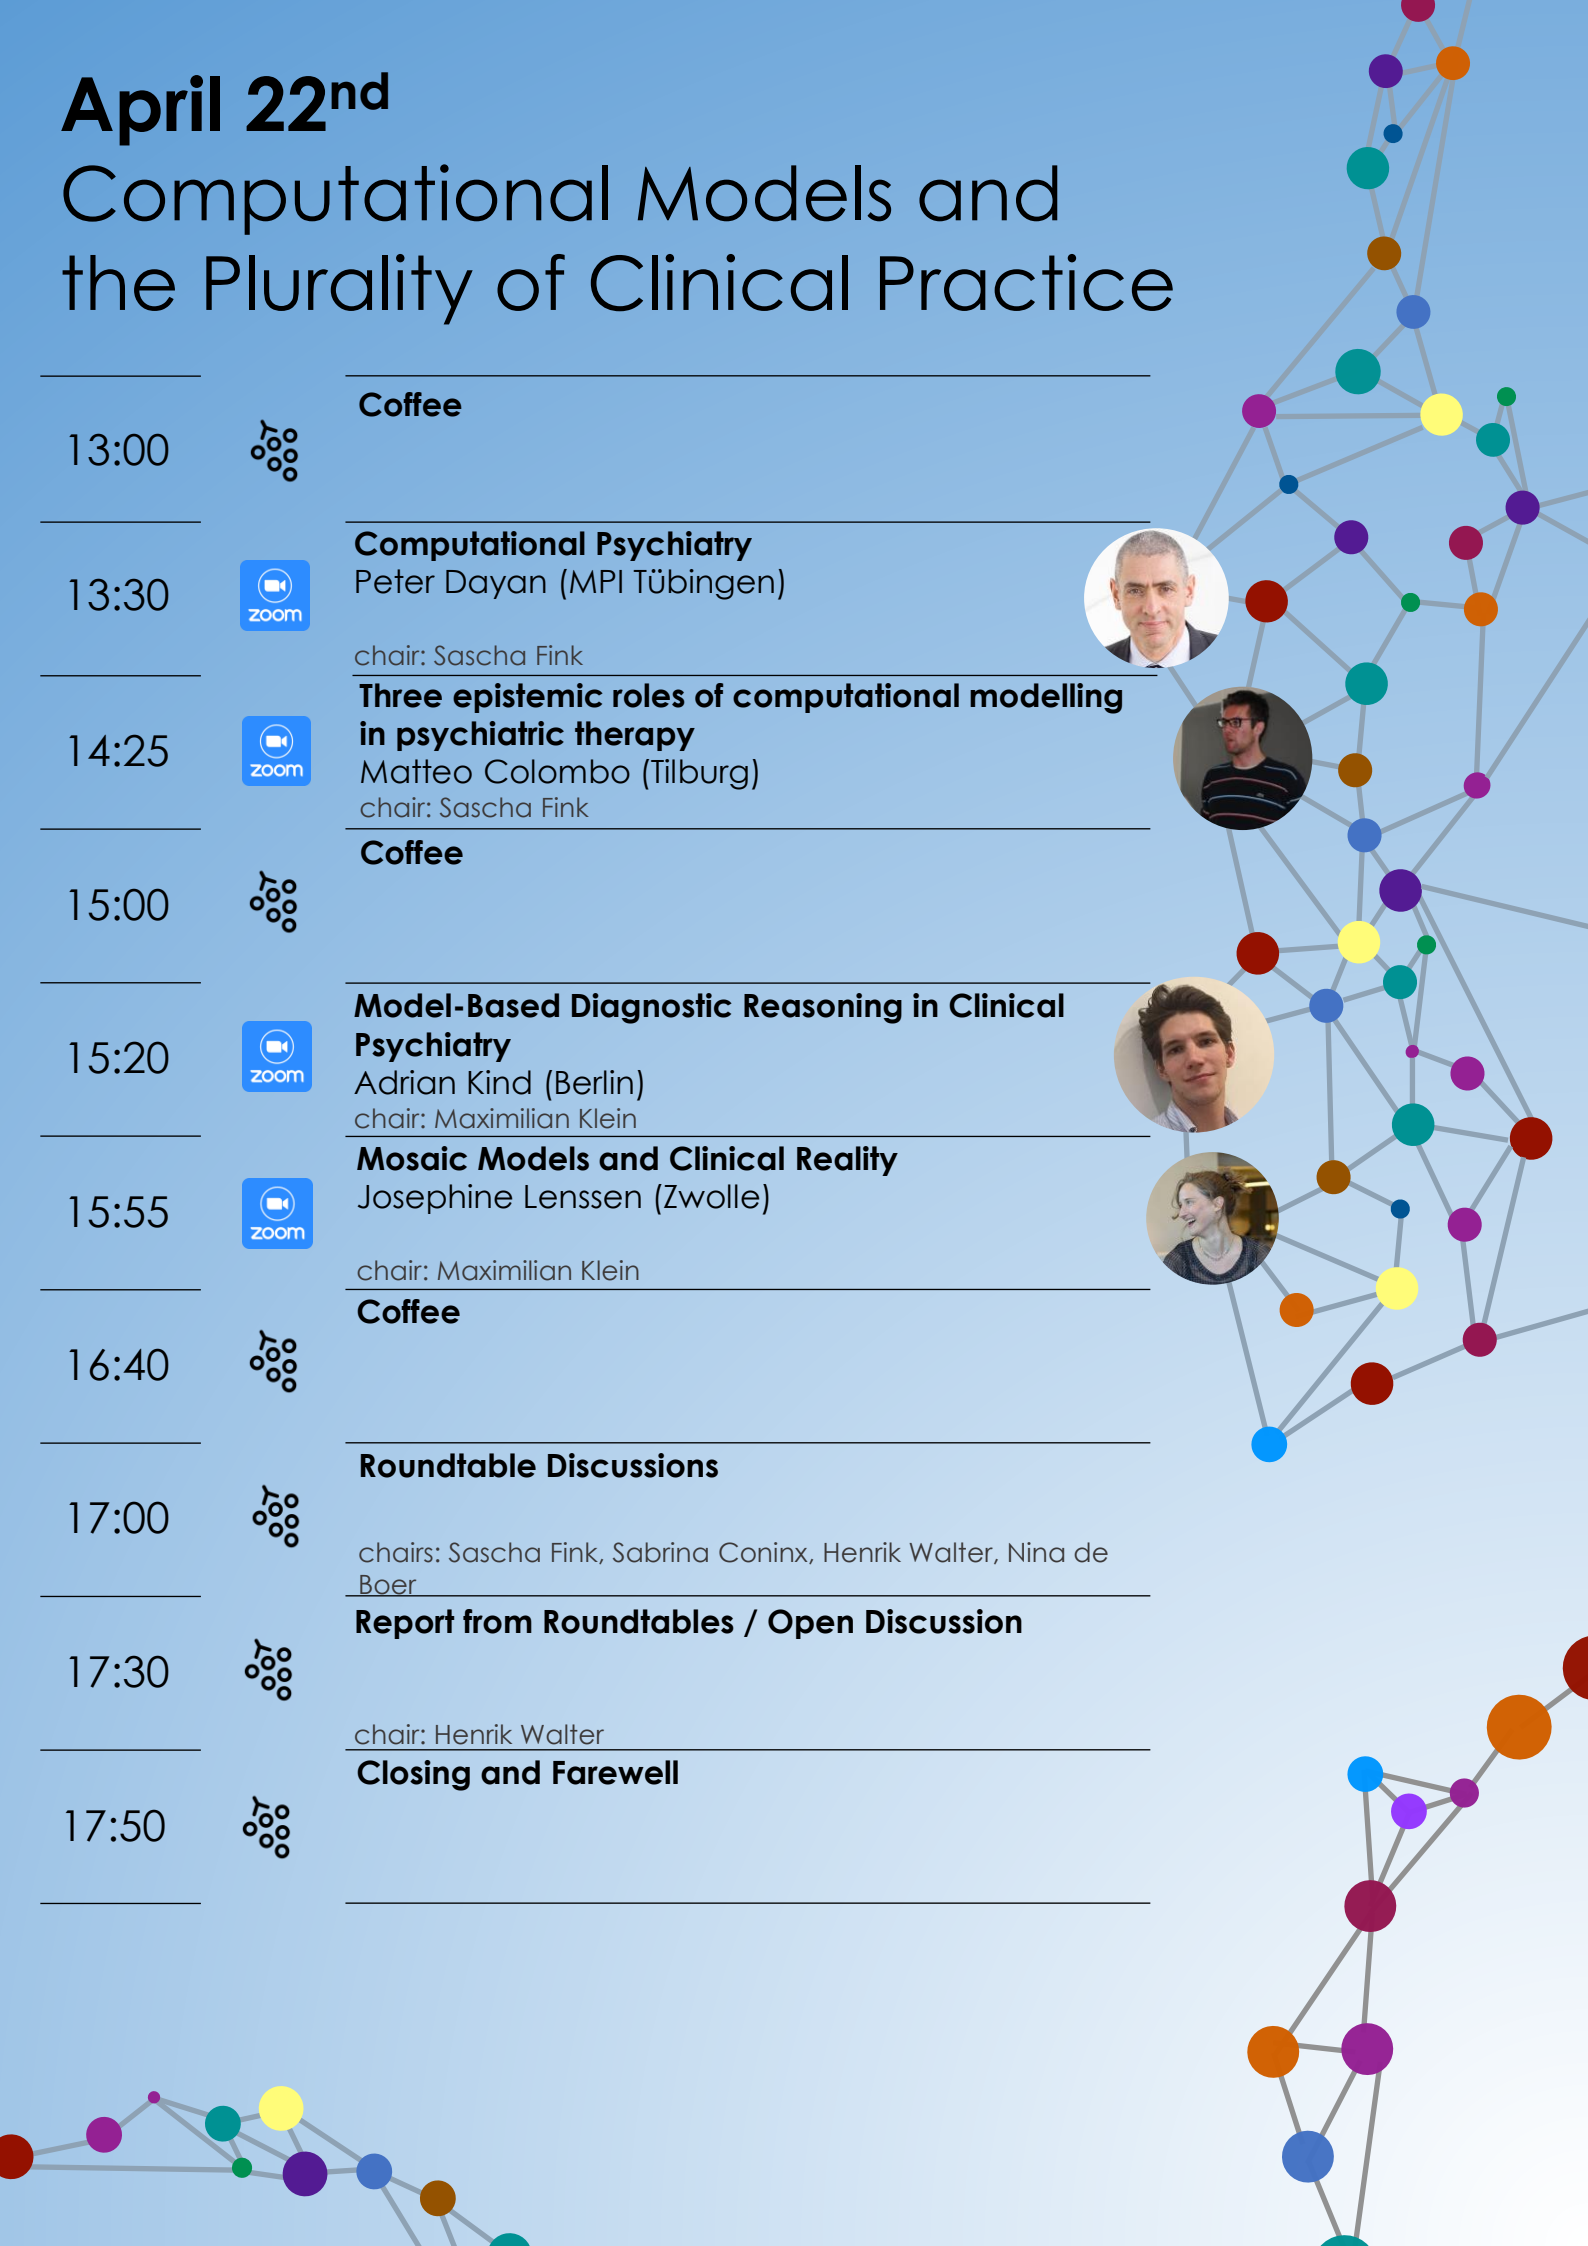 April 22nd
Computational Models and
the Plurality of Clinical Practice
Coffee
13:00
Computational Psychiatry
Peter Dayan (MPI Tübingen)
13:30
zoom
chair: Sascha Fink
Three epistemic roles of computational modelling
in psychiatric therapy
14:25
zoom
Matteo Colombo (Tilburg)
chair: Sascha Fink
Coffee
15:00
Model-Based Diagnostic Reasoning in Clinical
Psychiatry
15:20
zoom
Adrian Kind (Berlin)
chair: Maximilian Klein
Mosaic Models and Clinical Reality
Josephine Lenssen (Zwolle)
15:55
zoom
chair: Maximilian Klein
Coffee
16:40
Roundtable Discussions
17:00
chairs: Sascha Fink, Sabrina Coninx, Henrik Walter, Nina de
Boer
Report from Roundtables / Open Discussion
17:30
chair: Henrik Walter
Closing and Farewell
17:50